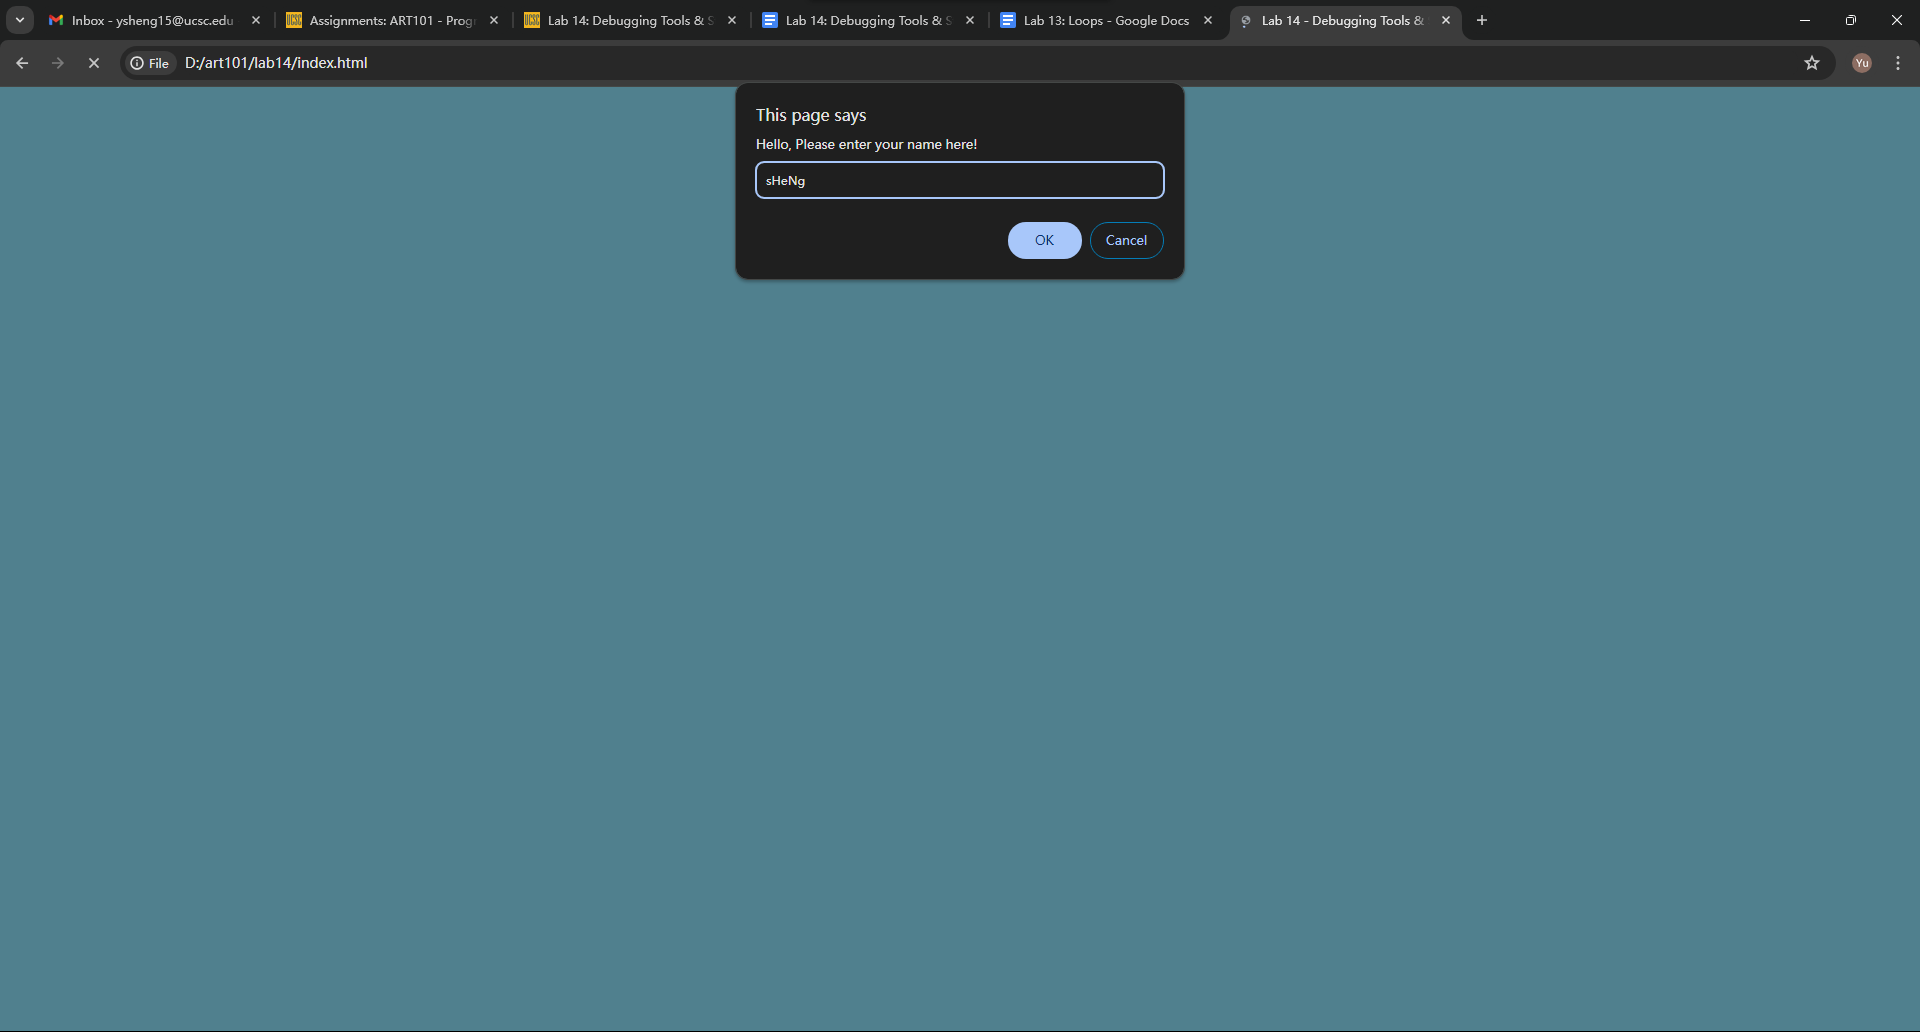 Inbox - ysheng15@ucsc.edu
Assignments: ART101 - Prog
Lab 14: Debugging Tools & S
Lab 14: Debugging Tools & S
Lab 13: Loops - Google Docs
Lab 14 - Debugging Tools &
File
D:/art101/lab14/index.html
Yu
This page says
Hello, Please enter your name here!
sHeNg
OK
Cancel